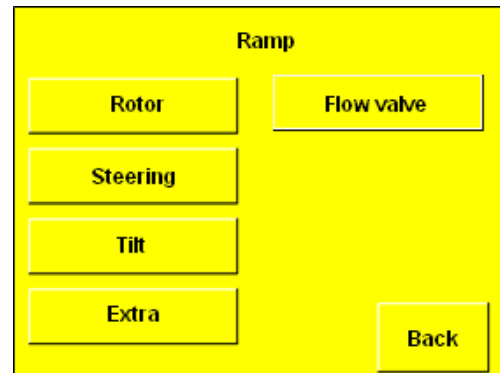 Ramp
Rotor
Flow valve
Steering
Tilt
Extra
Back